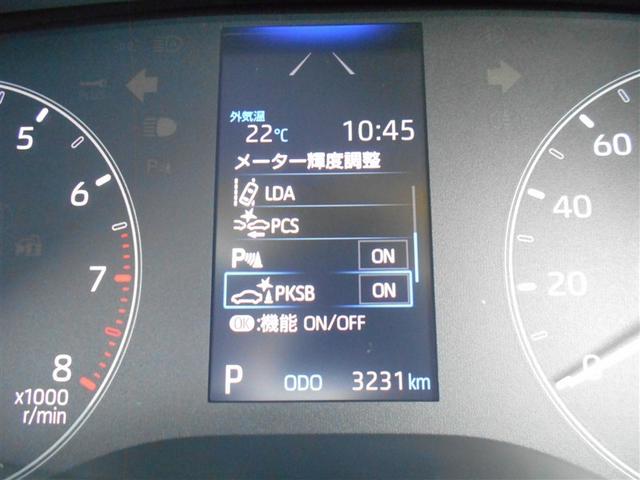 外気温
22℃ 10:45
メーター輝度調整
LDA
PCS
P ON
PKSB ON
OK:機能 ON/OFF
P ODO 3231km
5
6
7
8
x1000
r/min
60
40
20
0